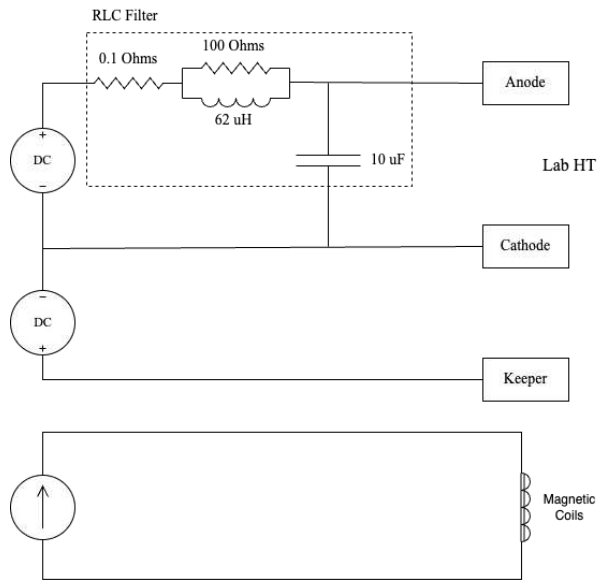 RLC Filter
100 Ohms
0.1 Ohms
62 uH
Anode
+
DC
10 uF
Lab HT
−
Cathode
−
DC
+
Keeper
Magnetic
Coils